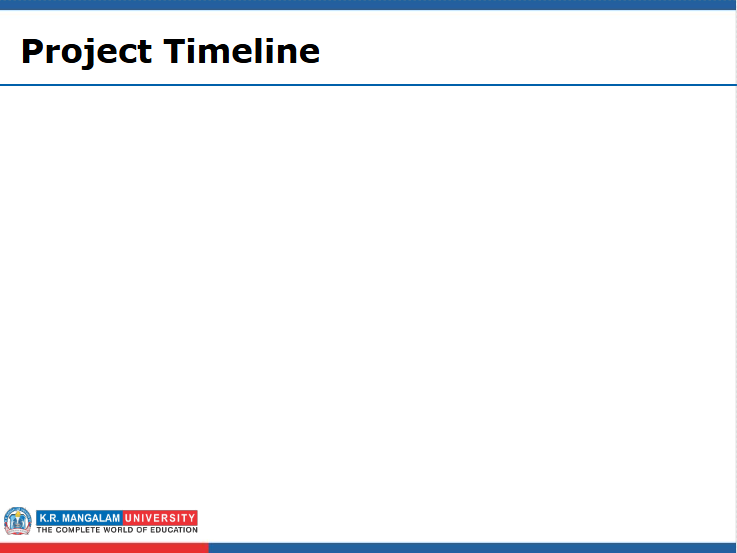 Project Timeline
K.R. MANGALAM UNIVERSITY
THE COMPLETE WORLD OF EDUCATION